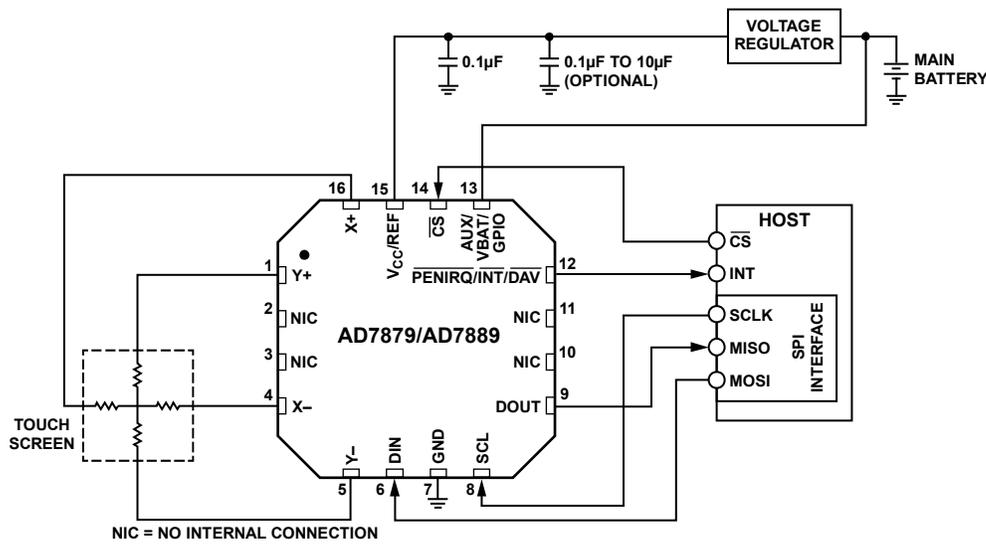 VOLTAGE
REGULATOR
0.1µF
0.1µF TO 10µF
(OPTIONAL)
MAIN
BATTERY
16
15
14
13
X+
VCC/REF
CS
AUX/
VBAT/
GPIO
HOST
CS
INT
SCLK
MISO
MOSI
SPI
INTERFACE
1
Y+
2
NIC
3
NIC
4
X–
PENIRQ/INT/DAV
12
NIC
11
NIC
10
DOUT
9
AD7879/AD7889
TOUCH
SCREEN
Y–
DIN
GND
SCL
5
6
7
8
NIC = NO INTERNAL CONNECTION